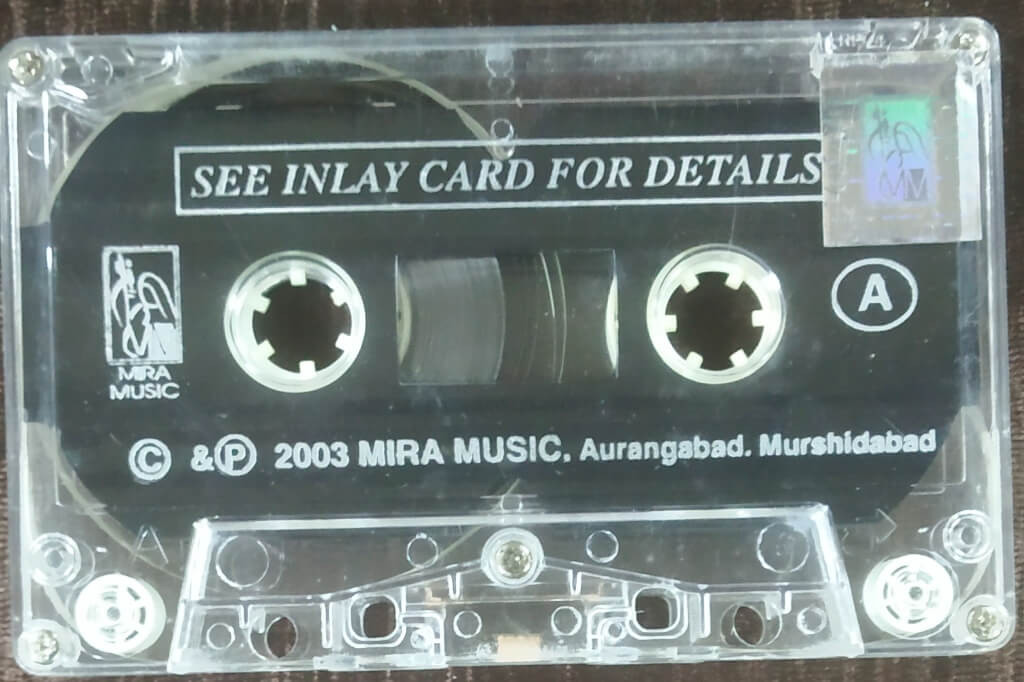 SEE INLAY CARD FOR DETAILS
A
MIRA
MUSIC
© & ℗ 2003 MIRA MUSIC. Aurangabad. Murshidabad
A